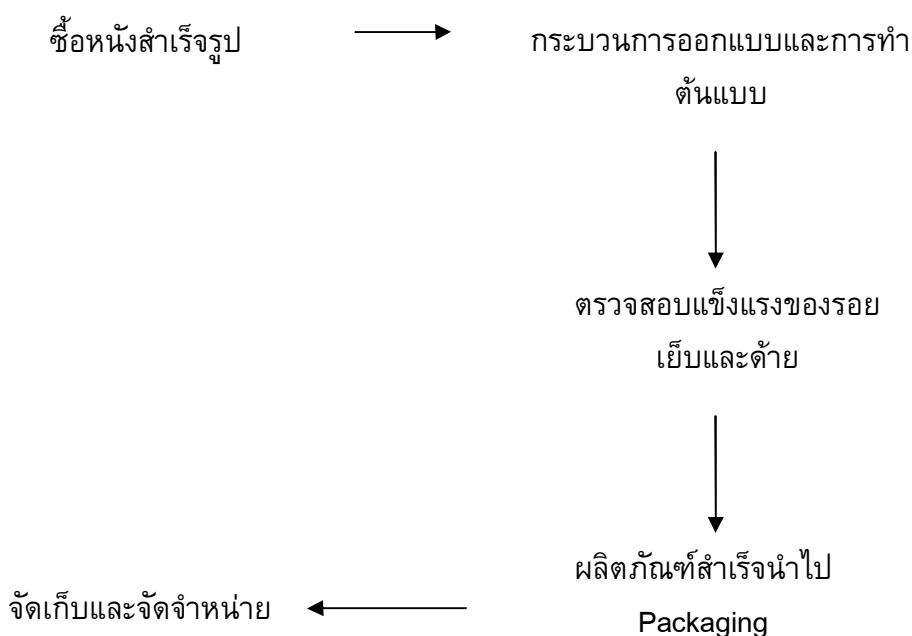 ซื้อหนังสำเร็จรูป
กระบวนการออกแบบและการทำ
ต้นแบบ
ตรวจสอบแข็งแรงของรอย
เย็บและด้าย
ผลิตภัณฑ์สำเร็จนำไป
Packaging
จัดเก็บและจัดจำหน่าย